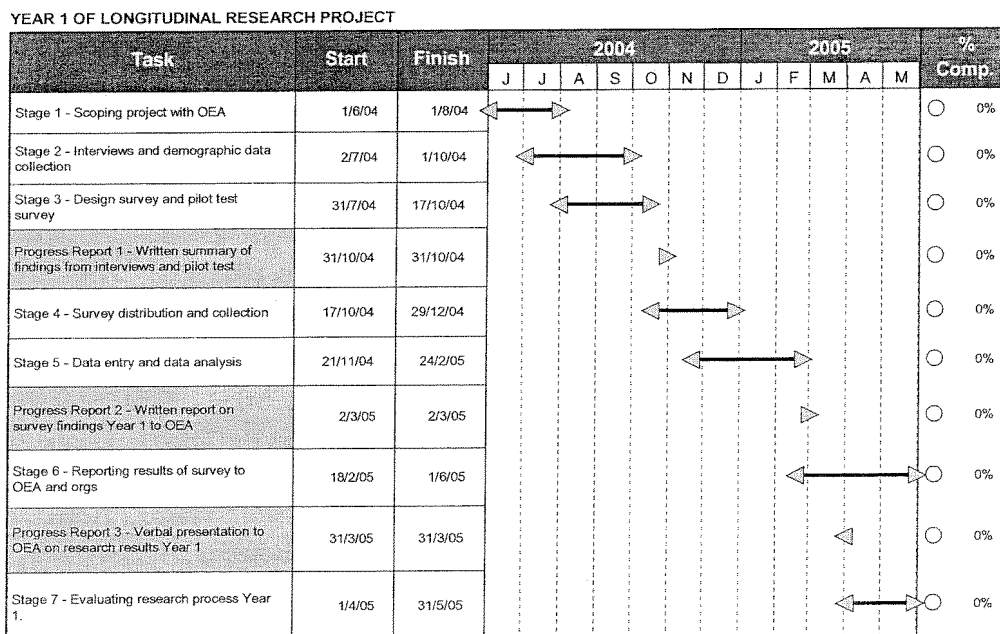 YEAR 1 OF LONGITUDINAL RESEARCH PROJECT
Task Start Finish 2004 2005 % Comp.
J J A S O N D J F M A M
Stage 1 - Scoping project with OEA 1/6/04 1/8/04 0%
Stage 2 - Interviews and demographic data
collection 2/7/04 1/10/04 0%
Stage 3 - Design survey and pilot test
survey 31/7/04 17/10/04 0%
Progress Report 1 - Written summary of
findings from interviews and pilot test 31/10/04 31/10/04 0%
Stage 4 - Survey distribution and collection 17/10/04 29/12/04 0%
Stage 5 - Data entry and data analysis 21/11/04 24/2/05 0%
Progress Report 2 - Written report on
survey findings Year 1 to OEA 2/3/05 2/3/05 0%
Stage 6 - Reporting results of survey to
OEA and orgs 18/2/05 1/6/05 0%
Progress Report 3 - Verbal presentation to
OEA on research results Year 1 31/3/05 31/3/05 0%
Stage 7 - Evaluating research process Year
1. 1/4/05 31/5/05 0%